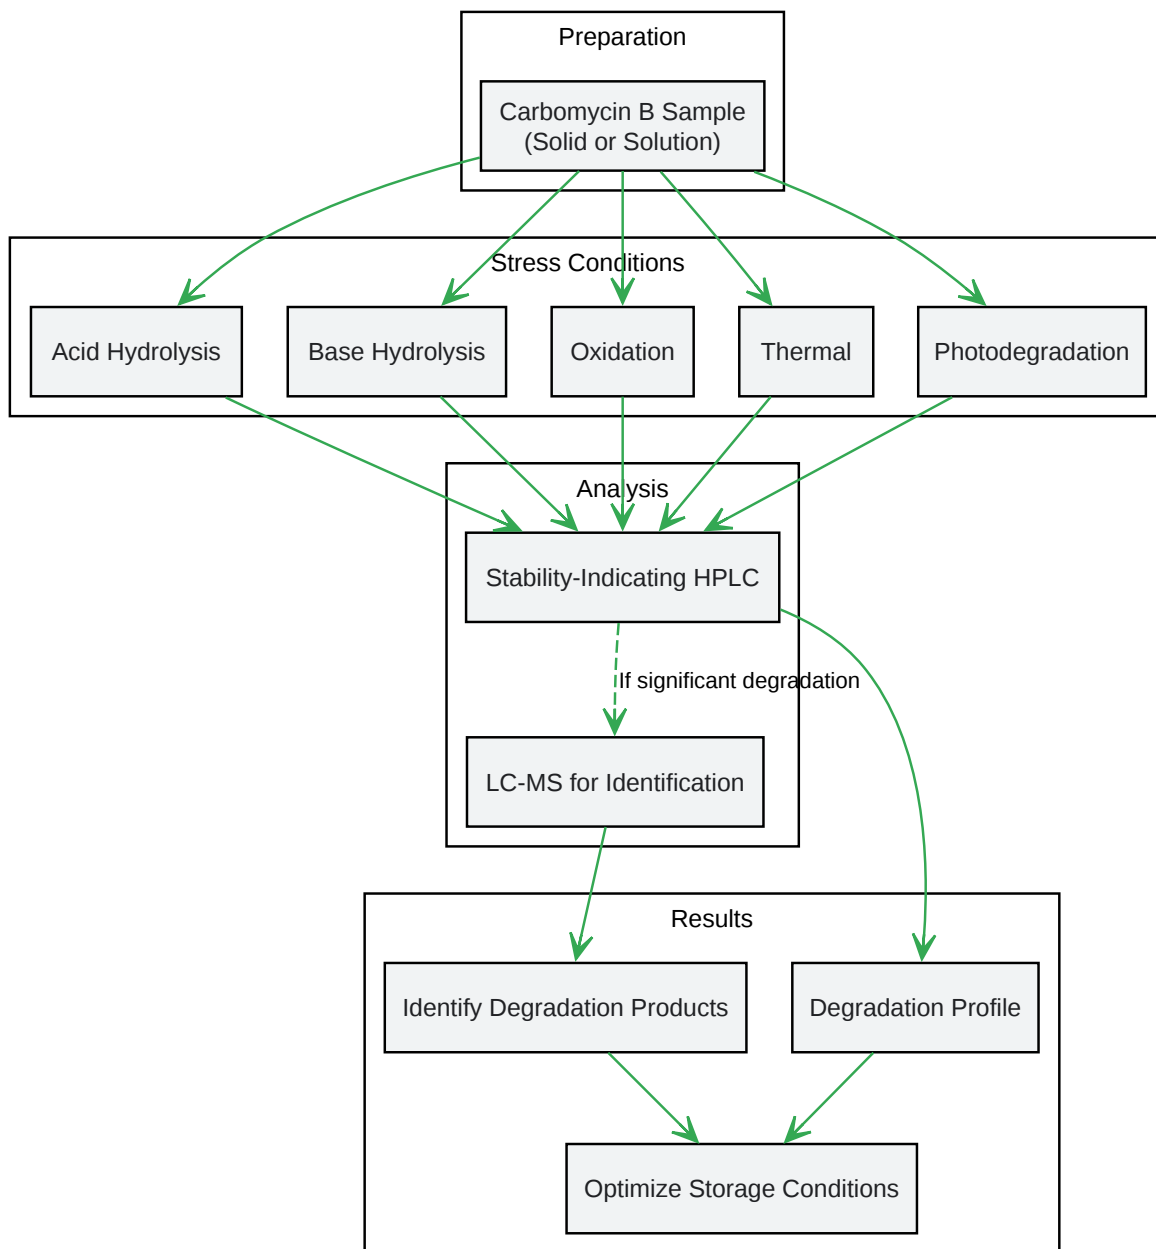 Preparation
Carbomycin B Sample
(Solid or Solution)
Stress Conditions
Acid Hydrolysis
Base Hydrolysis
Oxidation
Thermal
Photodegradation
Analysis
Stability-Indicating HPLC
If significant degradation
LC-MS for Identification
Results
Identify Degradation Products
Degradation Profile
Optimize Storage Conditions